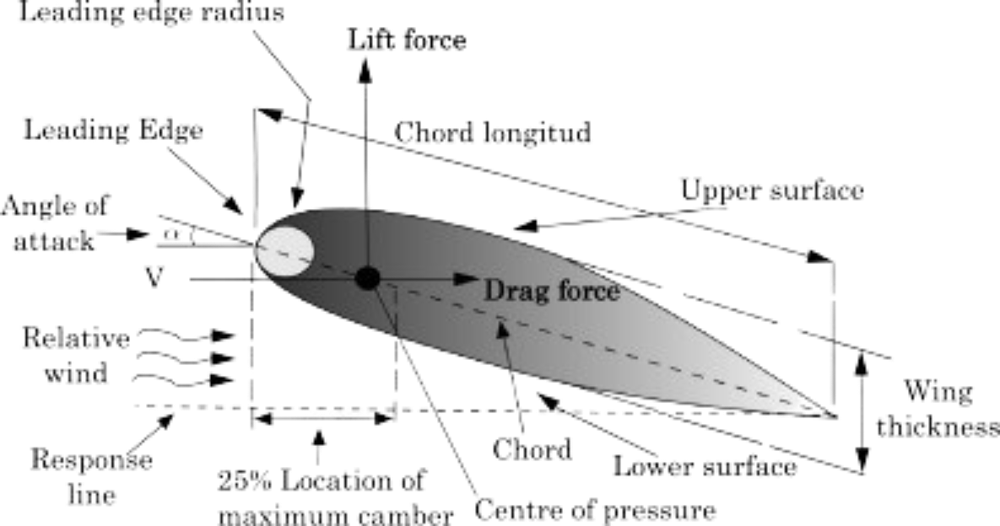 Leading edge radius
Lift force
Leading Edge
Chord longitud
Upper surface
Angle of
attack
α
V
Drag force
Relative
wind
Wing
thickness
Response
line
Chord
Lower surface
25% Location of
maximum camber
Centre of pressure